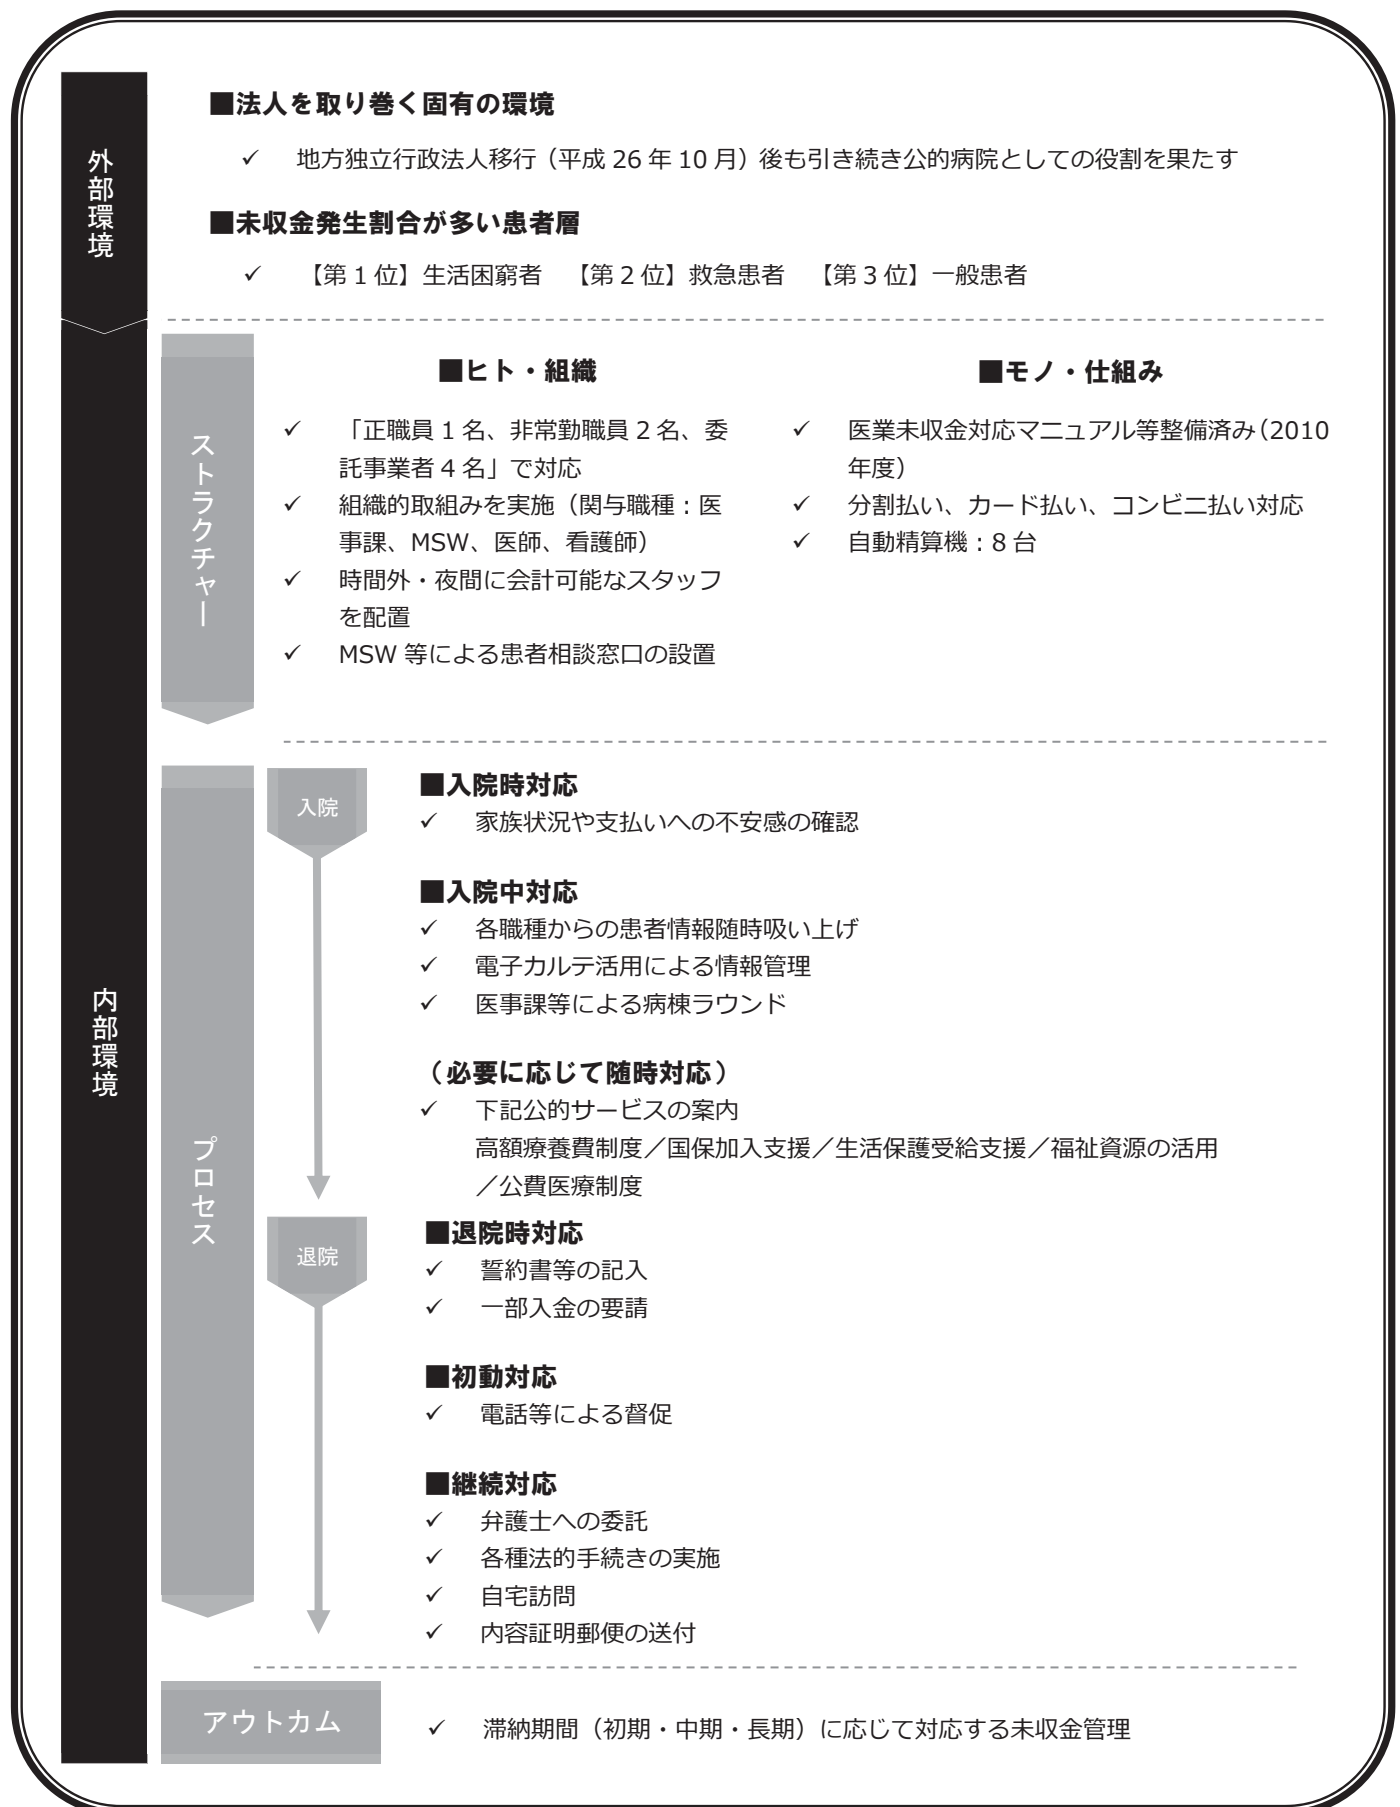 外部環境
■法人を取り巻く固有の環境
✓ 地方独立行政法人移行（平成 26 年 10 月）後も引き続き公的病院としての役割を果たす
■未収金発生割合が多い患者層
✓ 【第 1 位】生活困窮者 【第 2 位】救急患者 【第 3 位】一般患者
内部環境
ストラクチャー
■ヒト・組織
✓ 「正職員 1 名、非常勤職員 2 名、委
託事業者 4 名」で対応
✓ 組織的取組みを実施（関与職種：医
事課、MSW、医師、看護師）
✓ 時間外・夜間に会計可能なスタッフ
を配置
✓ MSW 等による患者相談窓口の設置
■モノ・仕組み
✓ 医業未収金対応マニュアル等整備済み（2010
年度）
✓ 分割払い、カード払い、コンビニ払い対応
✓ 自動精算機：8 台
プロセス
入院
■入院時対応
✓ 家族状況や支払いへの不安感の確認
■入院中対応
✓ 各職種からの患者情報随時吸い上げ
✓ 電子カルテ活用による情報管理
✓ 医事課等による病棟ラウンド
（必要に応じて随時対応）
✓ 下記公的サービスの案内
高額療養費制度／国保加入支援／生活保護受給支援／福祉資源の活用
／公費医療制度
退院
■退院時対応
✓ 誓約書等の記入
✓ 一部入金の要請
■初動対応
✓ 電話等による督促
■継続対応
✓ 弁護士への委託
✓ 各種法的手続きの実施
✓ 自宅訪問
✓ 内容証明郵便の送付
アウトカム
✓ 滞納期間（初期・中期・長期）に応じて対応する未収金管理